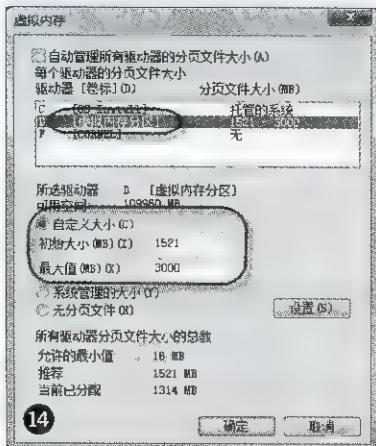 虚拟内存
自动管理所有驱动器的分页文件大小(A)
每个驱动器的分页文件大小
驱动器 [卷标](D) 分页文件大小(MB)
C 托管的系统
[虚拟内存分区]
无
所选驱动器 D [虚拟内存分区]
可用空间 109960 MB
自定义大小(C)
初始大小(MB)(I) 1521
最大值(MB)(X) 3000
系统管理的大小(Y)
无分页文件(N)
设置(S)
所有驱动器分页文件大小的总数
允许的最小值 16 MB
推荐 1521 MB
当前已分配 1314 MB
14
确定 取消